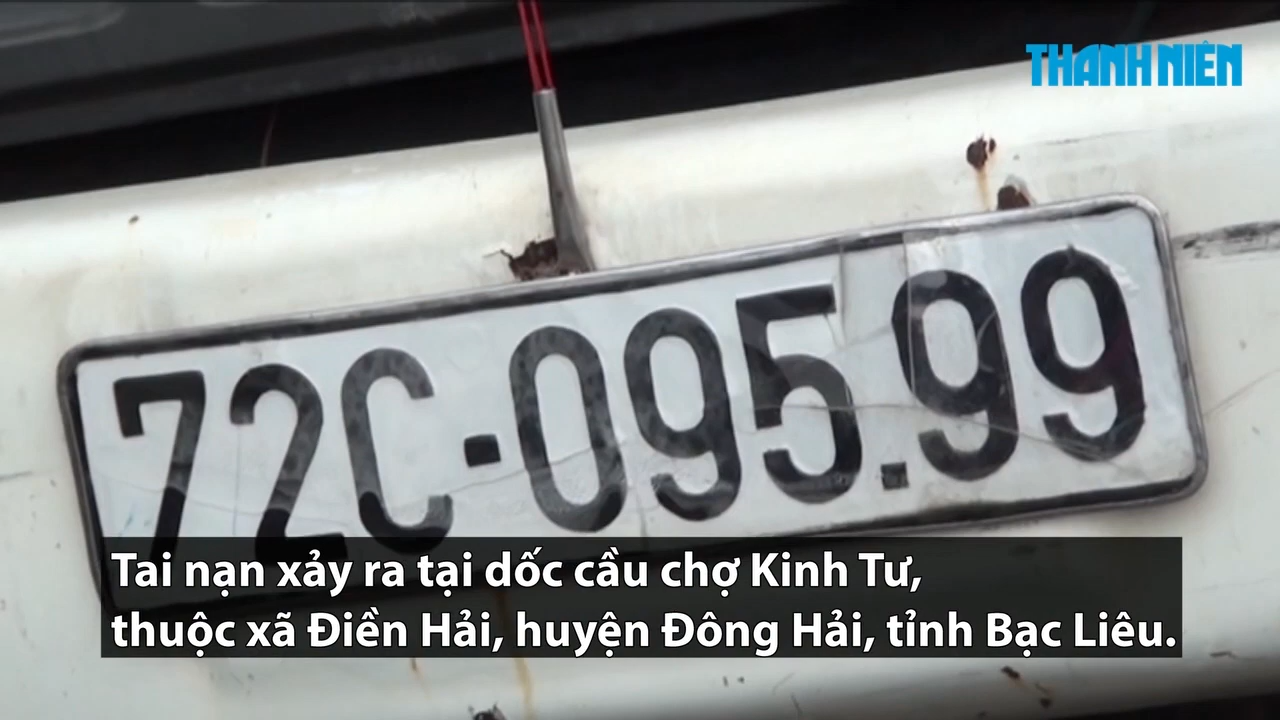 THANH NIÊN
72C-095.99
Tai nạn xảy ra tại dốc cầu chợ Kinh Tư,
thuộc xã Điền Hải, huyện Đông Hải, tỉnh Bạc Liêu.